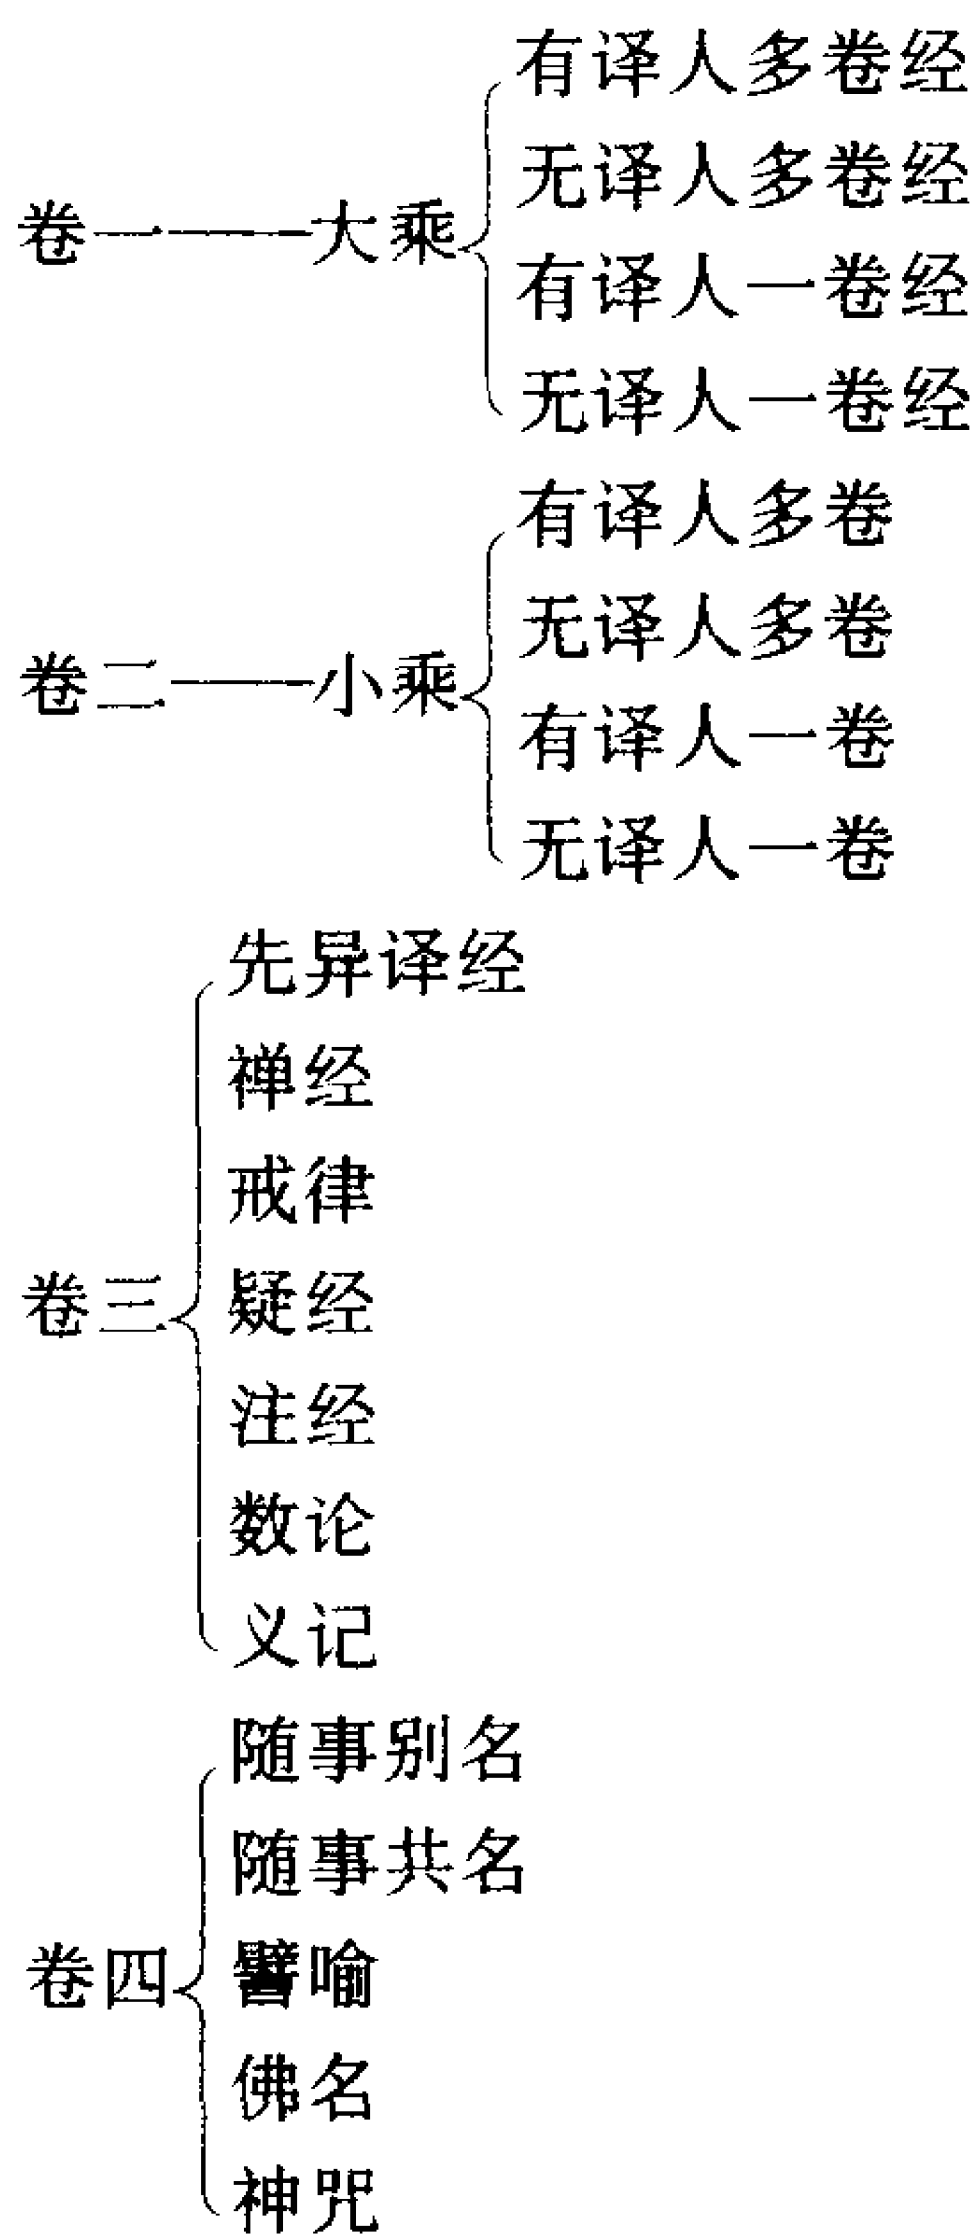 卷一——大乘
有译人多卷经
无译人多卷经
有译人一卷经
无译人一卷经
卷二——小乘
有译人多卷
无译人多卷
有译人一卷
无译人一卷
卷三
先异译经
禅经
戒律
疑经
注经
数论
义记
卷四
随事别名
随事共名
譬喻
佛名
神咒